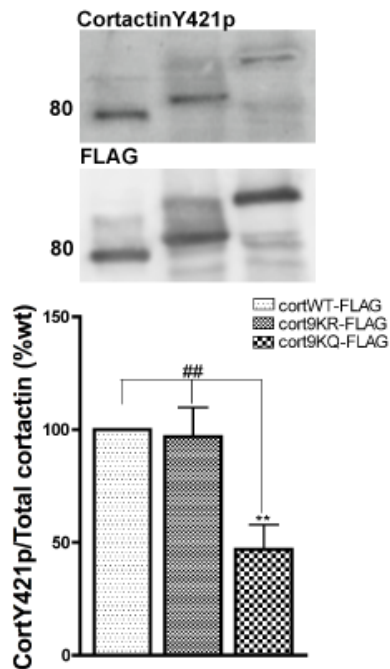 CortactinY421p
80
FLAG
80
CortY421p/Total cortactin (%wt)
150
100
50
0
##
**
cortWT-FLAG
cort9KR-FLAG
cort9KQ-FLAG